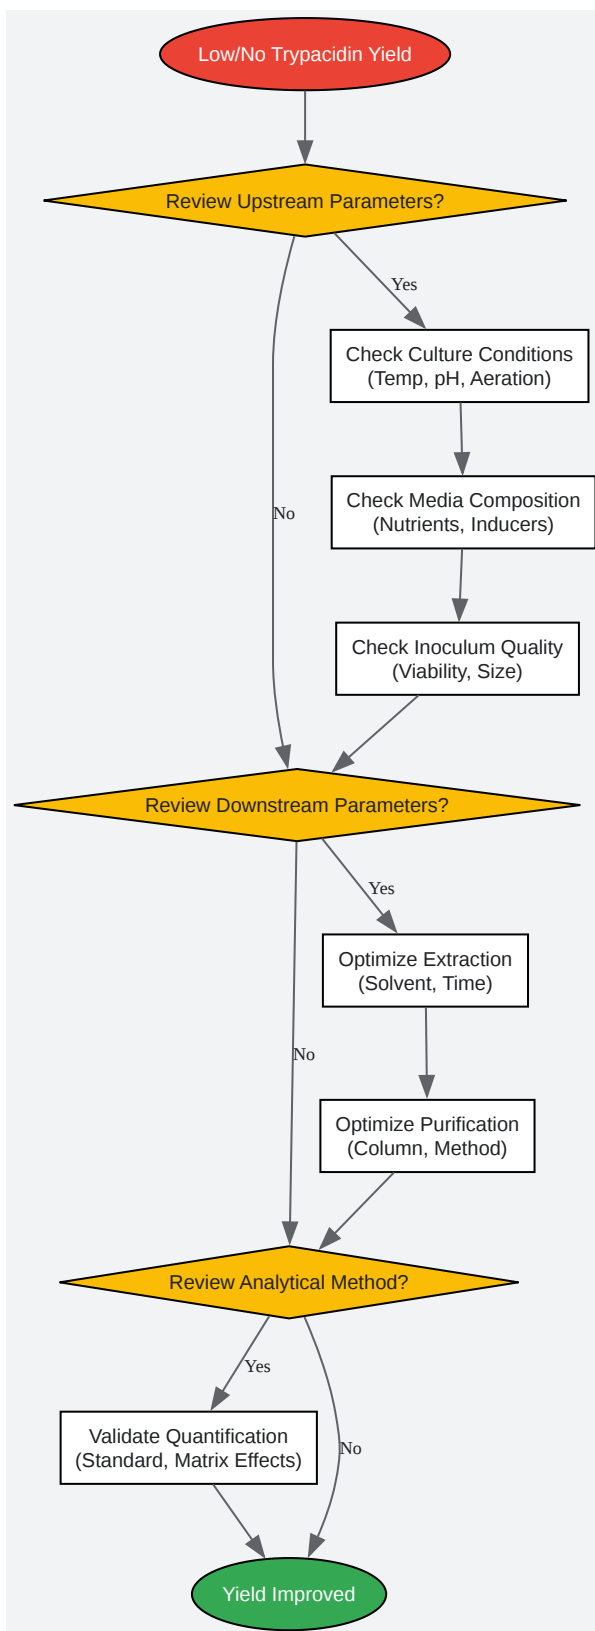 Low/No Trypacidin Yield
Review Upstream Parameters?
Yes
Check Culture Conditions
(Temp, pH, Aeration)
Check Media Composition
(Nutrients, Inducers)
No
Check Inoculum Quality
(Viability, Size)
Review Downstream Parameters?
Yes
Optimize Extraction
(Solvent, Time)
No
Optimize Purification
(Column, Method)
Review Analytical Method?
Yes
Validate Quantification
(Standard, Matrix Effects)
No
Yield Improved